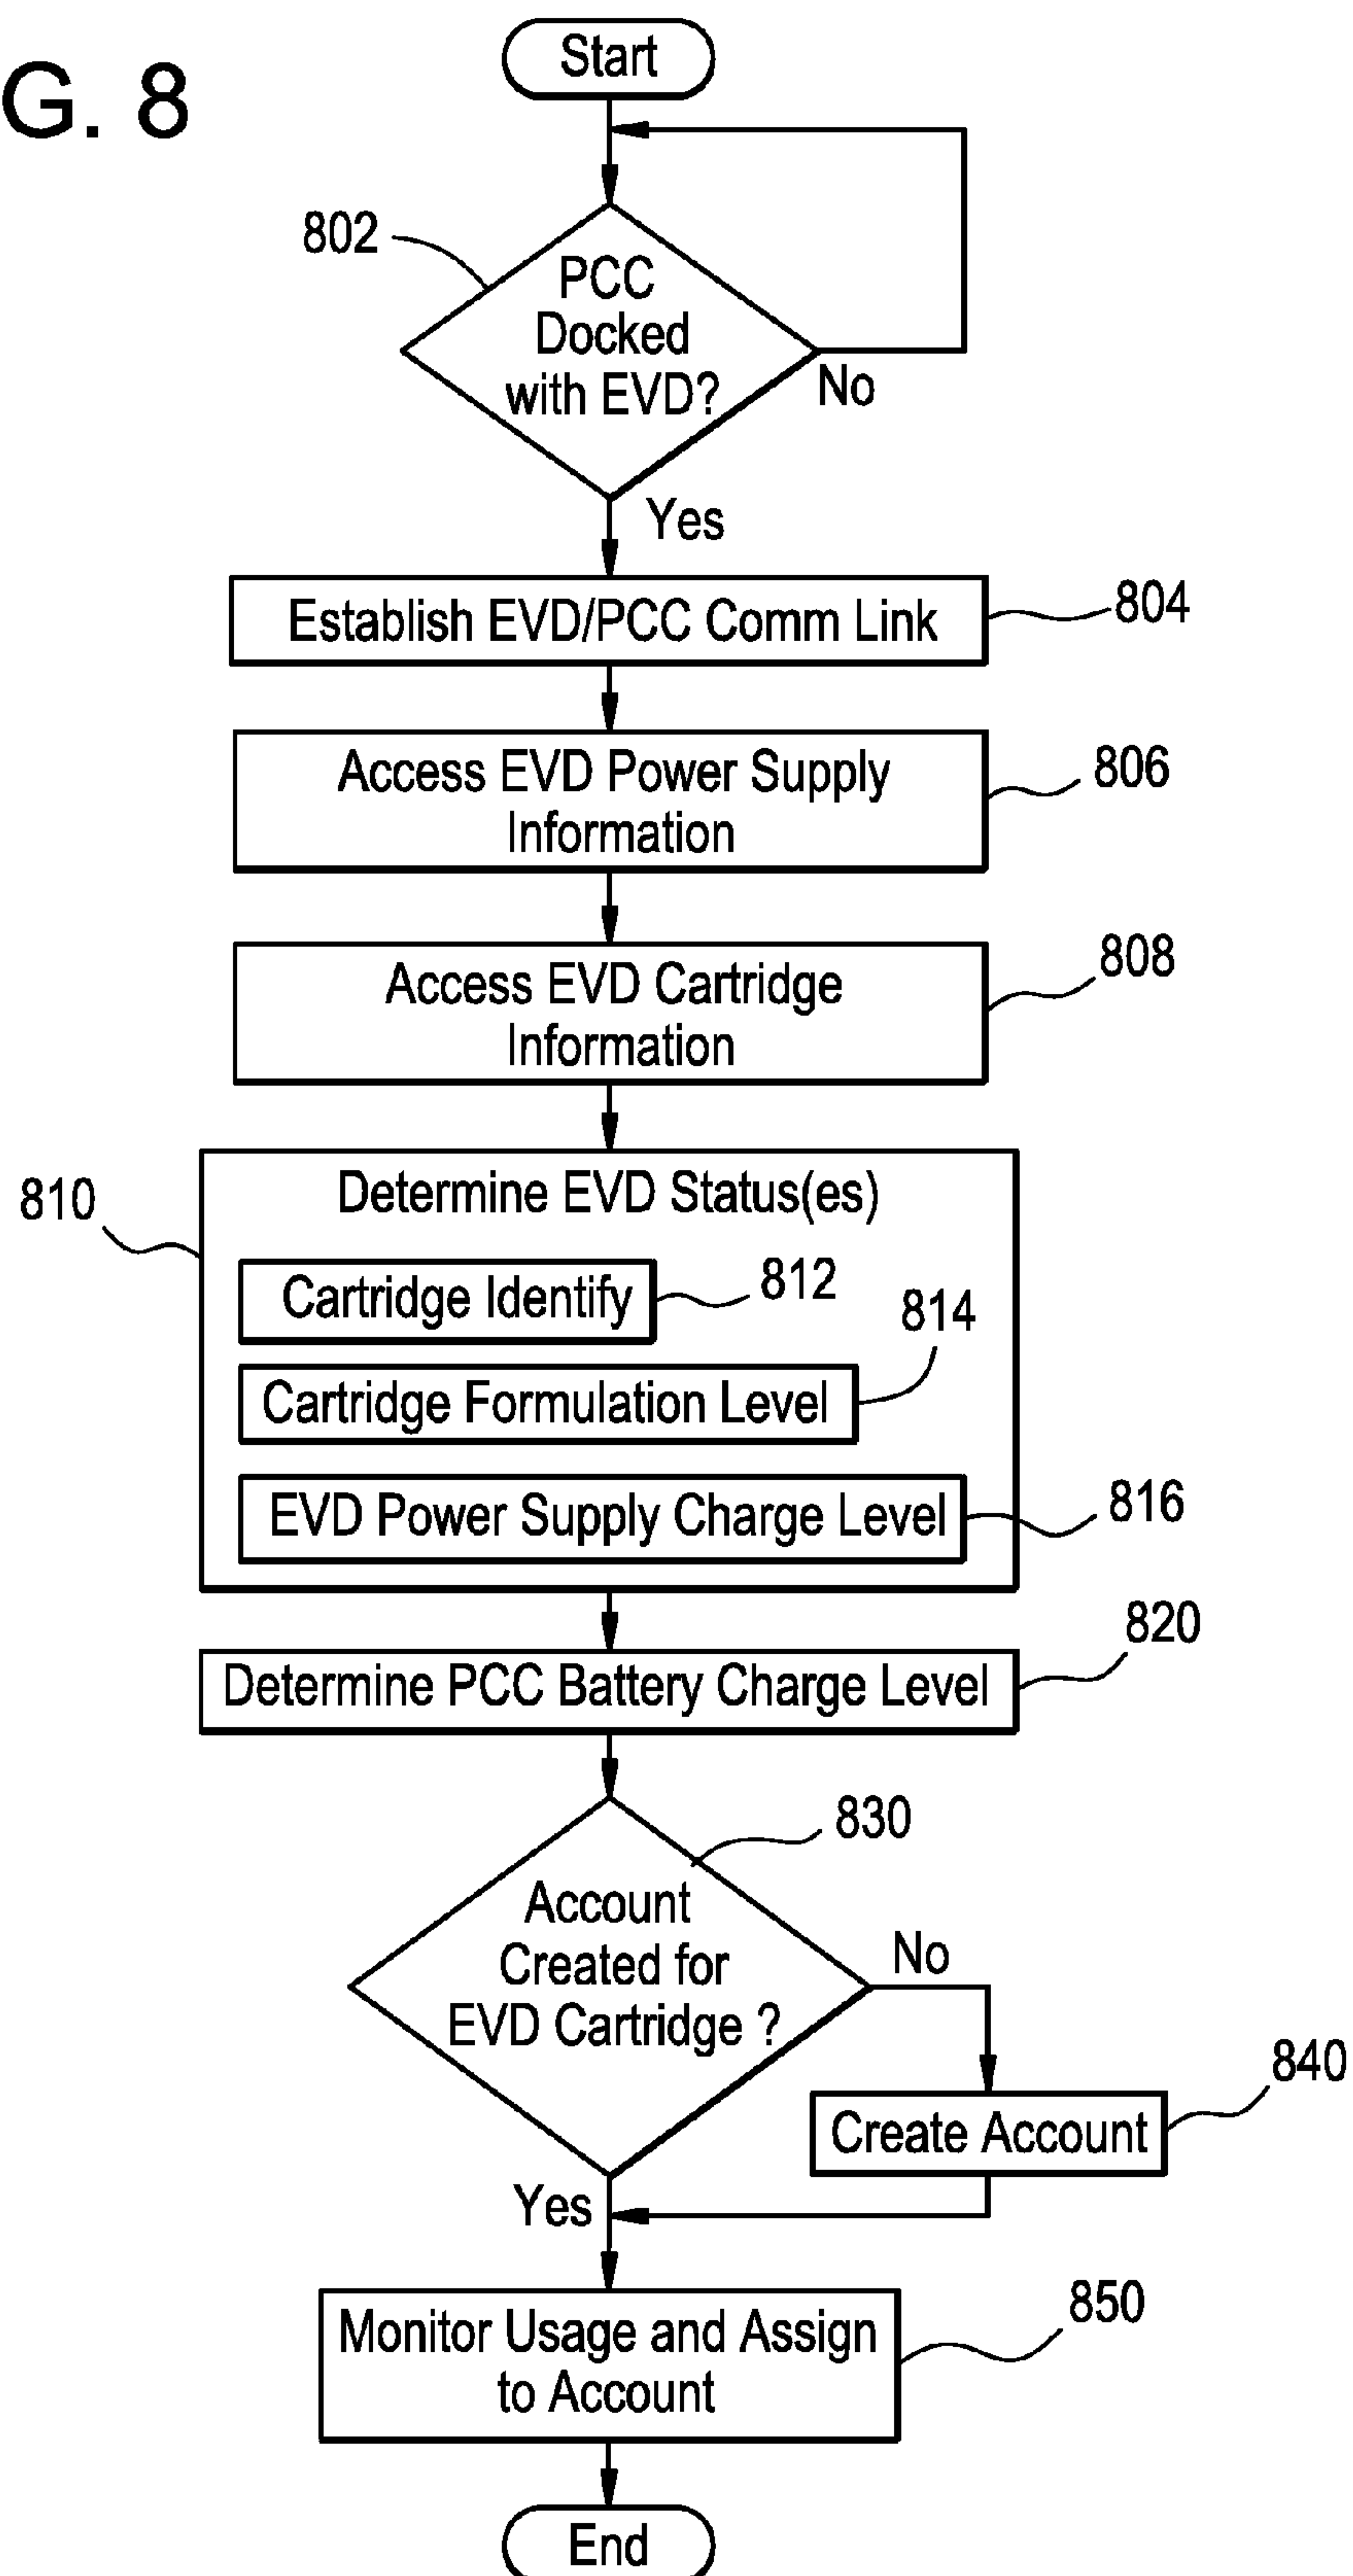 G. 8
Start
802
PCC
Docked
with EVD?
No
Yes
Establish EVD/PCC Comm Link
804
Access EVD Power Supply
Information
806
Access EVD Cartridge
Information
808
810
Determine EVD Status(es)
Cartridge Identify
812
814
Cartridge Formulation Level
EVD Power Supply Charge Level
816
820
Determine PCC Battery Charge Level
830
Account
Created for
EVD Cartridge ?
No
840
Create Account
Yes
850
Monitor Usage and Assign
to Account
End